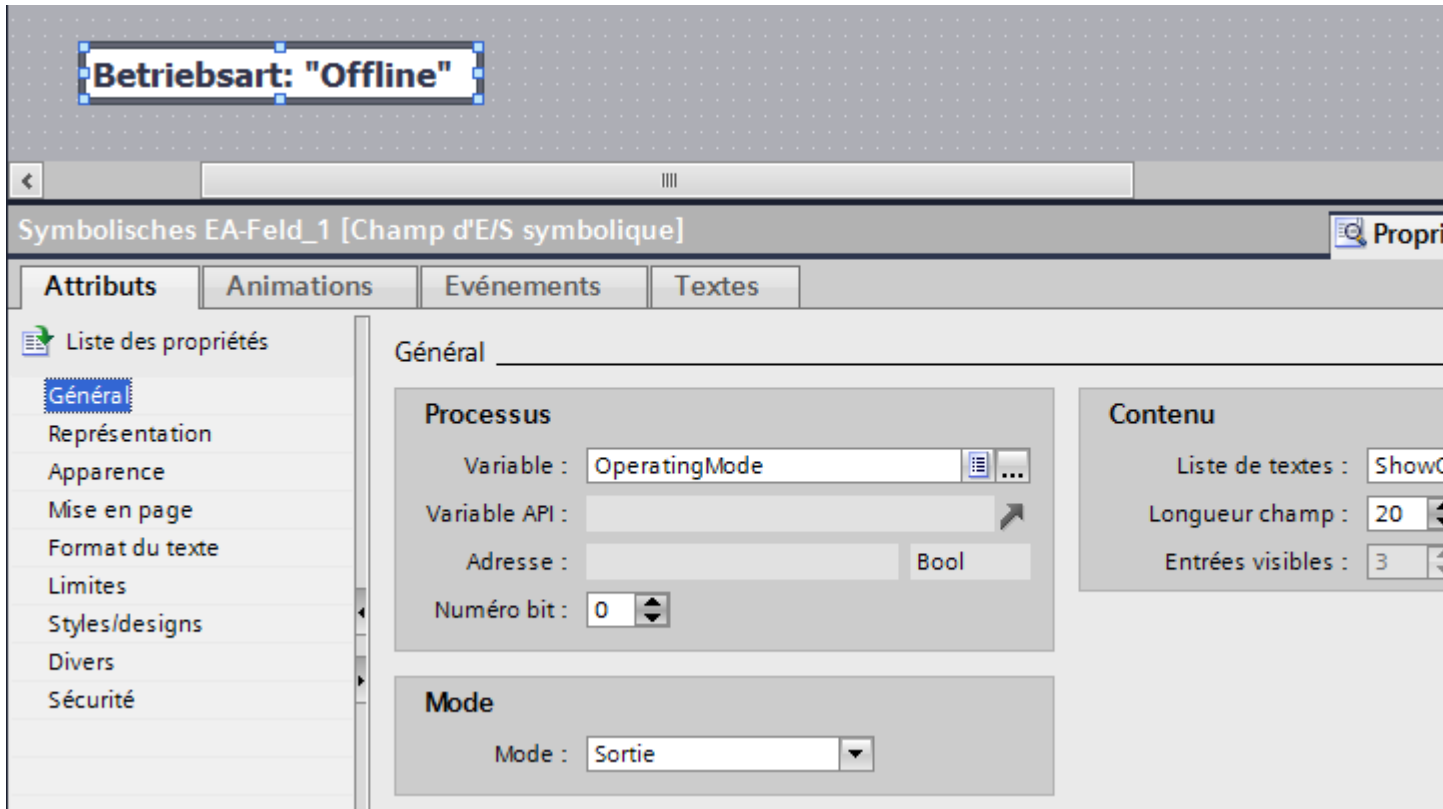 Betriebsart: "Offline"
Symbolisches EA-Feld_1 [Champ d'E/S symbolique]
Propri
Attributs Animations Evénements Textes
Liste des propriétés
Général
Représentation
Apparence
Mise en page
Format du texte
Limites
Styles/designs
Divers
Sécurité
Général
Processus
Variable : OperatingMode ...
Variable API :
Adresse : Bool
Numéro bit : 0
Mode
Mode : Sortie
Contenu
Liste de textes : ShowO
Longueur champ : 20
Entrées visibles : 3